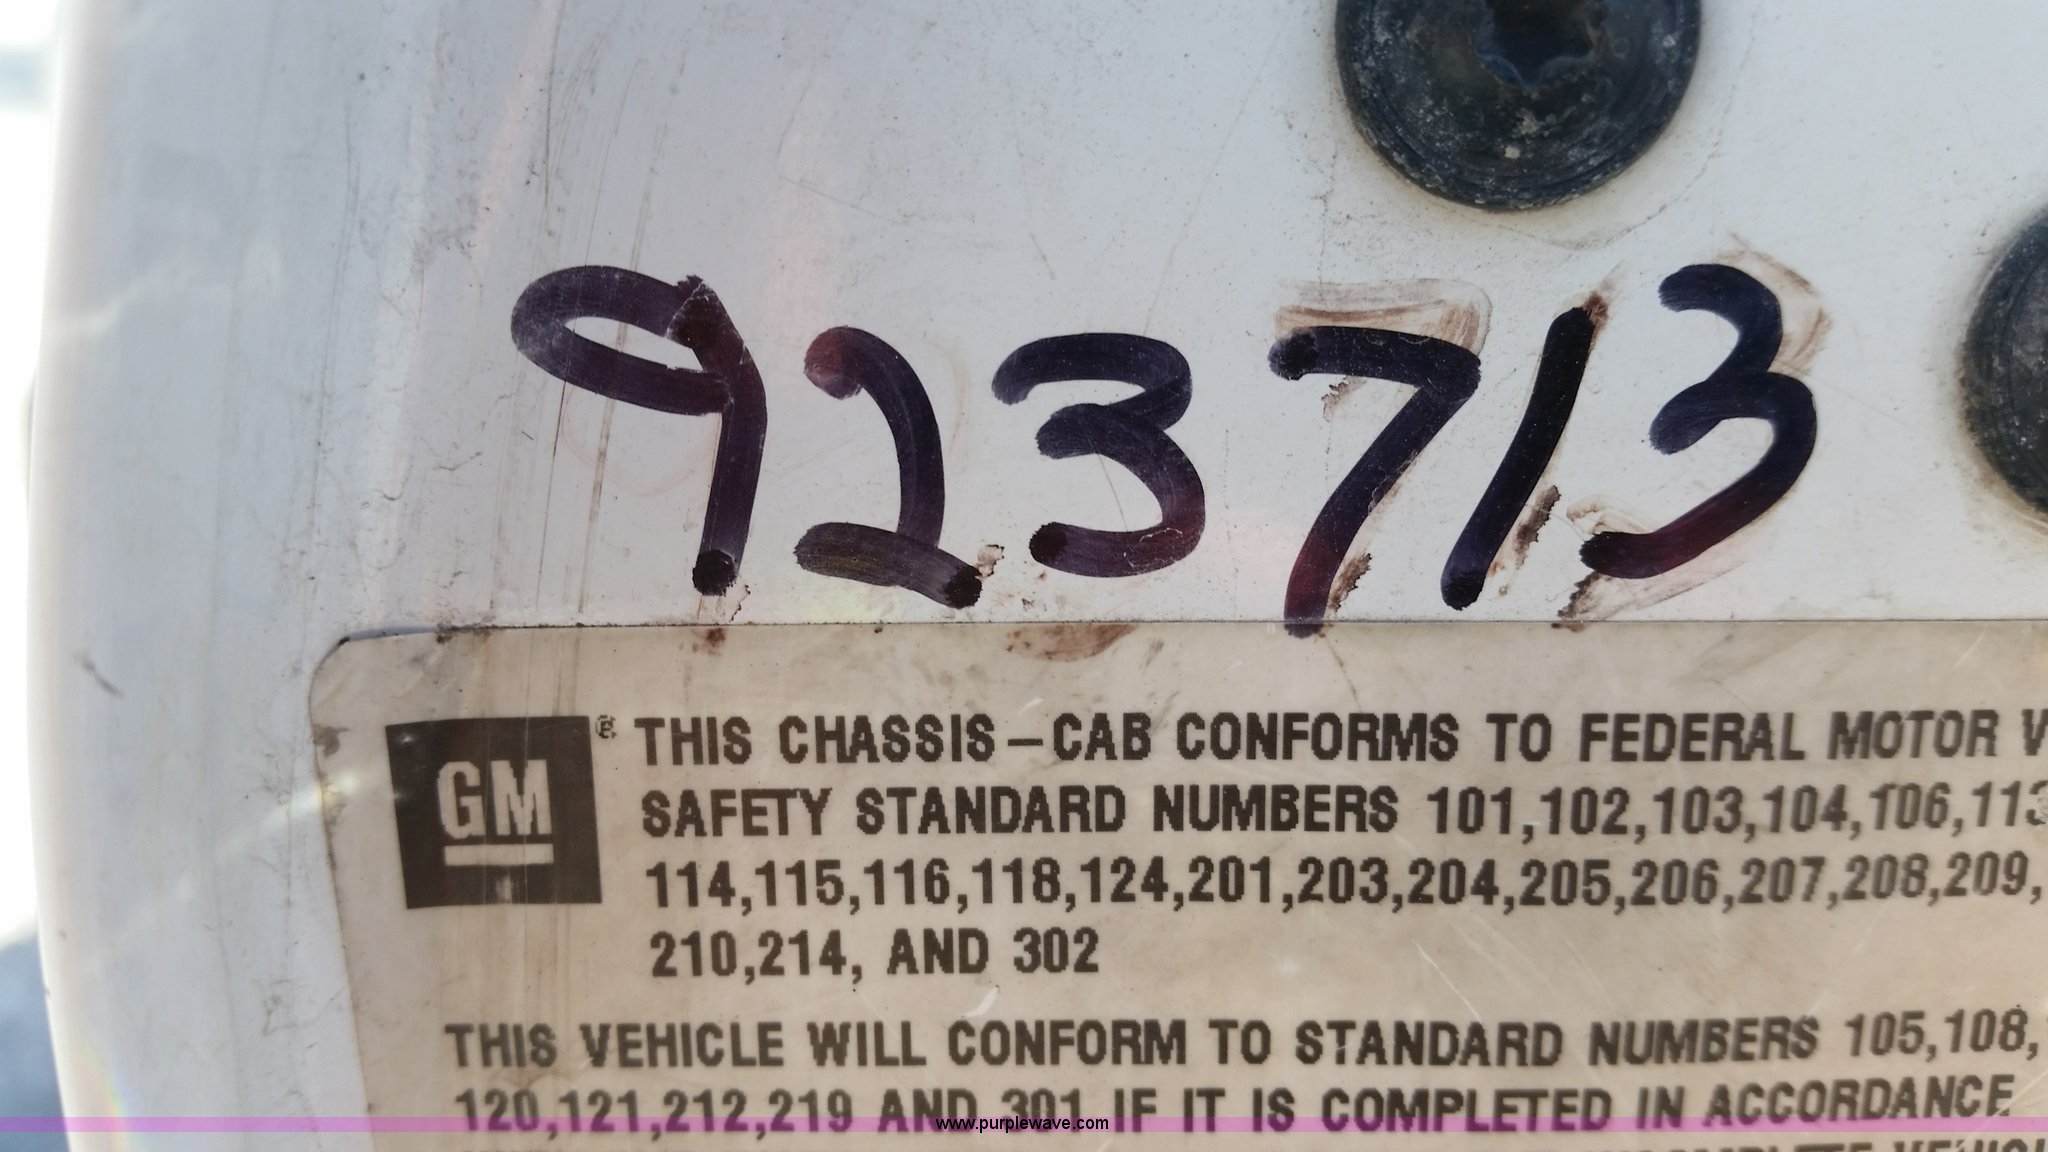 923713
GM ® THIS CHASSIS-CAB CONFORMS TO FEDERAL MOTOR V
SAFETY STANDARD NUMBERS 101,102,103,104,106,113
114,115,116,118,124,201,203,204,205,206,207,208,209,
210,214, AND 302
THIS VEHICLE WILL CONFORM TO STANDARD NUMBERS 105,108,
120,121,212,219 AND 301 IF IT IS COMPLETED IN ACCORDANCE
www.purplewave.com